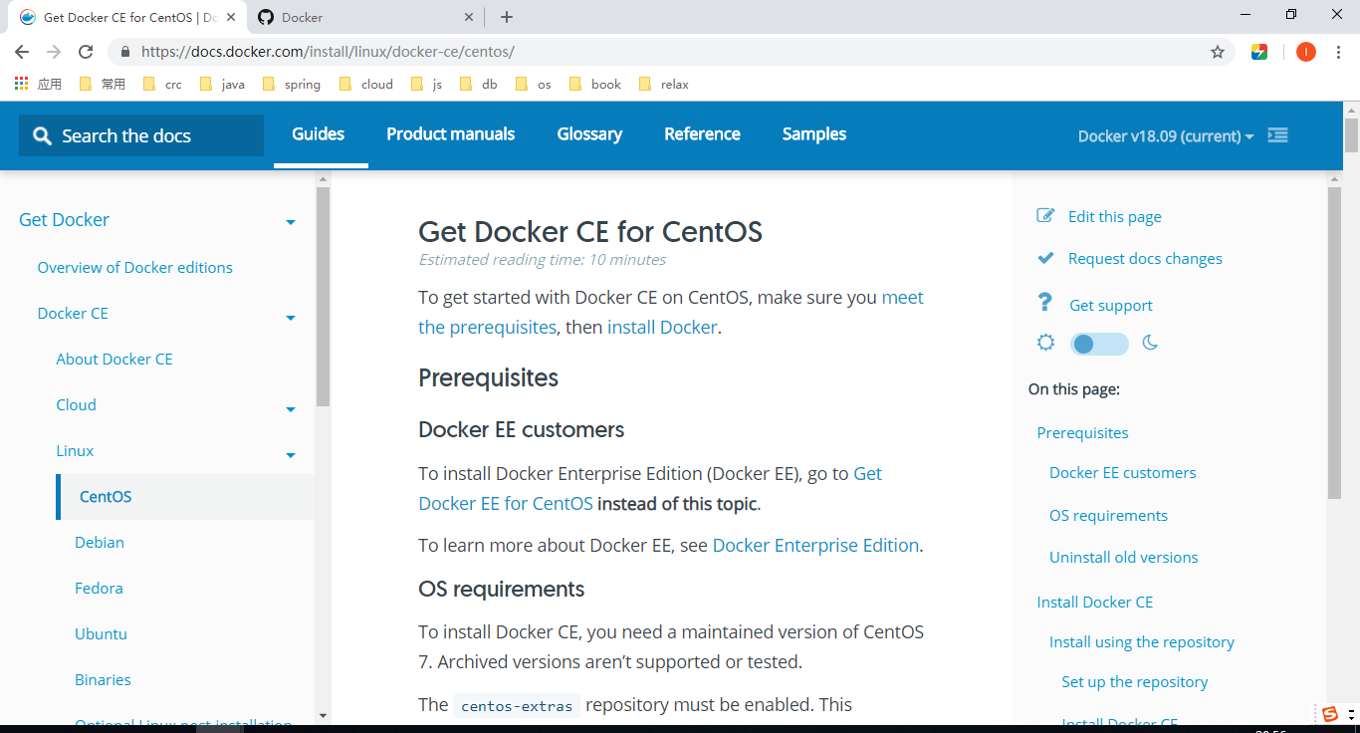 Get Docker CE for CentOS | Do
Docker
https://docs.docker.com/install/linux/docker-ce/centos/
应用 常用 crc java spring cloud js db os book relax
Search the docs
Guides Product manuals Glossary Reference Samples
Docker v18.09 (current)
Get Docker
Overview of Docker editions
Docker CE
About Docker CE
Cloud
Linux
CentOS
Debian
Fedora
Ubuntu
Binaries
Optional Linux post-installation
Get Docker CE for CentOS
Estimated reading time: 10 minutes
To get started with Docker CE on CentOS, make sure you meet
the prerequisites, then install Docker.
Prerequisites
Docker EE customers
To install Docker Enterprise Edition (Docker EE), go to Get
Docker EE for CentOS instead of this topic.
To learn more about Docker EE, see Docker Enterprise Edition.
OS requirements
To install Docker CE, you need a maintained version of CentOS
7. Archived versions aren’t supported or tested.
The centos-extras repository must be enabled. This
Edit this page
Request docs changes
Get support
On this page:
Prerequisites
Docker EE customers
OS requirements
Uninstall old versions
Install Docker CE
Install using the repository
Set up the repository
Install Docker CE